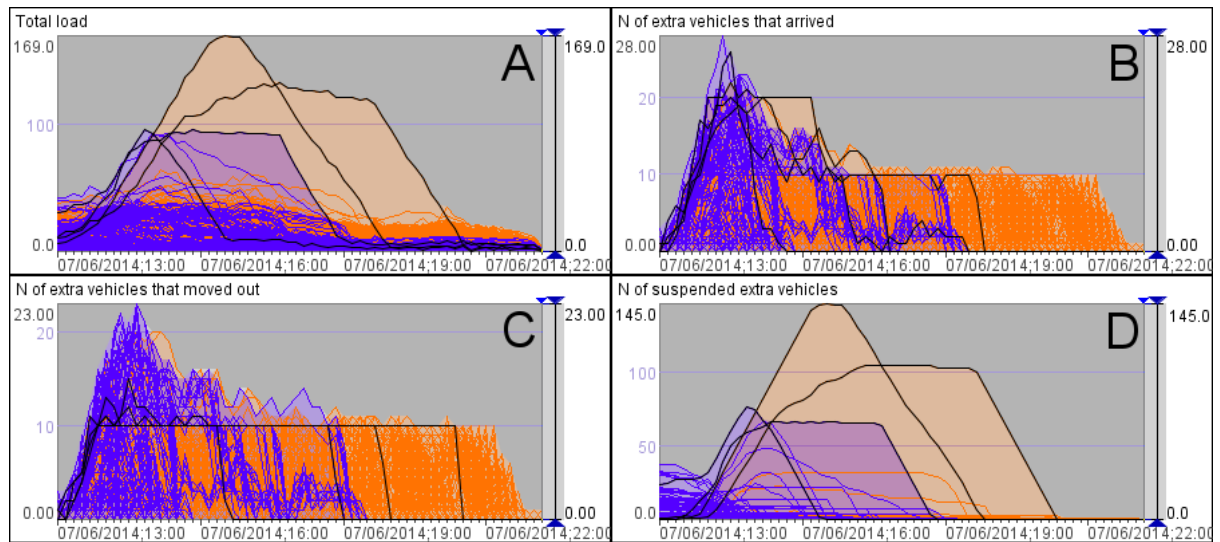 Total load
169.0
169.0
A
100
0.0
0.0
07/06/2014;13:00 07/06/2014;16:00 07/06/2014;19:00 07/06/2014;22:00
N of extra vehicles that arrived
28.00
28.00
B
20
10
0.00
0.00
07/06/2014;13:00 07/06/2014;16:00 07/06/2014;19:00 07/06/2014;22:00
N of extra vehicles that moved out
23.00
23.00
C
20
10
0.00
0.00
07/06/2014;13:00 07/06/2014;16:00 07/06/2014;19:00 07/06/2014;22:00
N of suspended extra vehicles
145.0
145.0
D
100
50
0.0
0.0
07/06/2014;13:00 07/06/2014;16:00 07/06/2014;19:00 07/06/2014;22:00